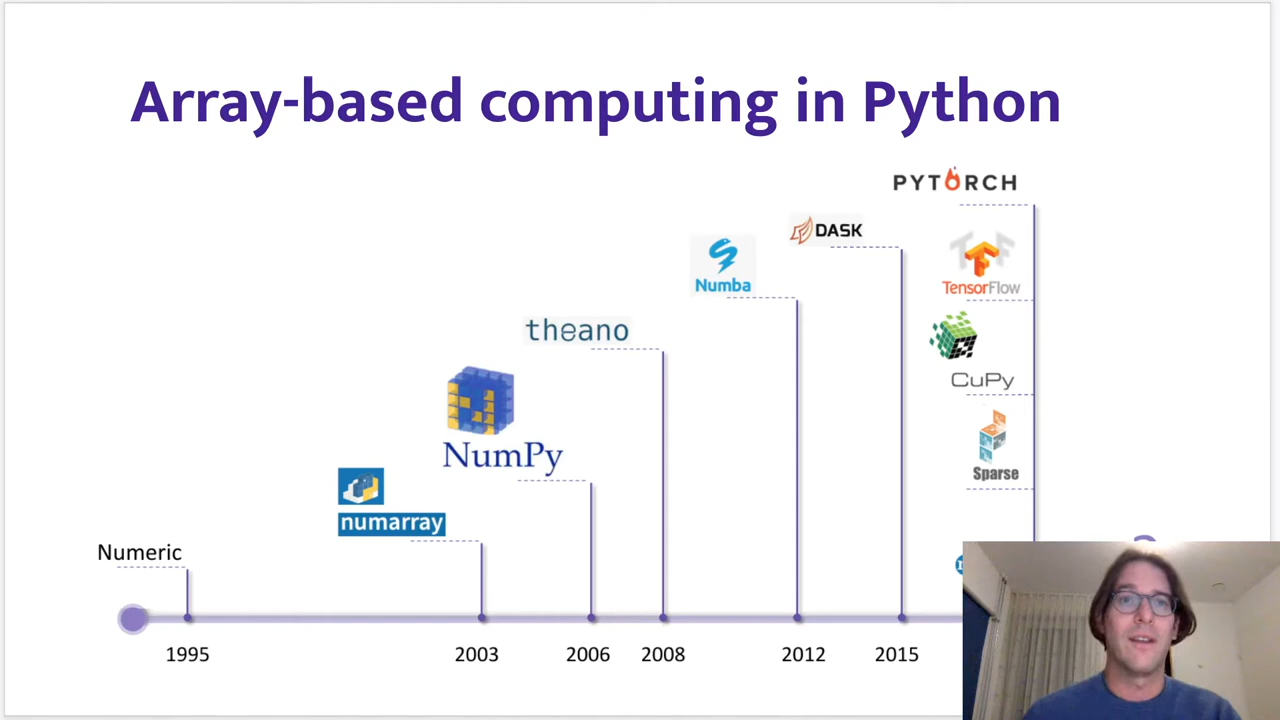 Array-based computing in Python
PYTORCH
DASK
TensorFlow
Numba
theano
CuPy
NumPy
Sparse
numarray
Numeric
1995
2003
2006
2008
2012
2015